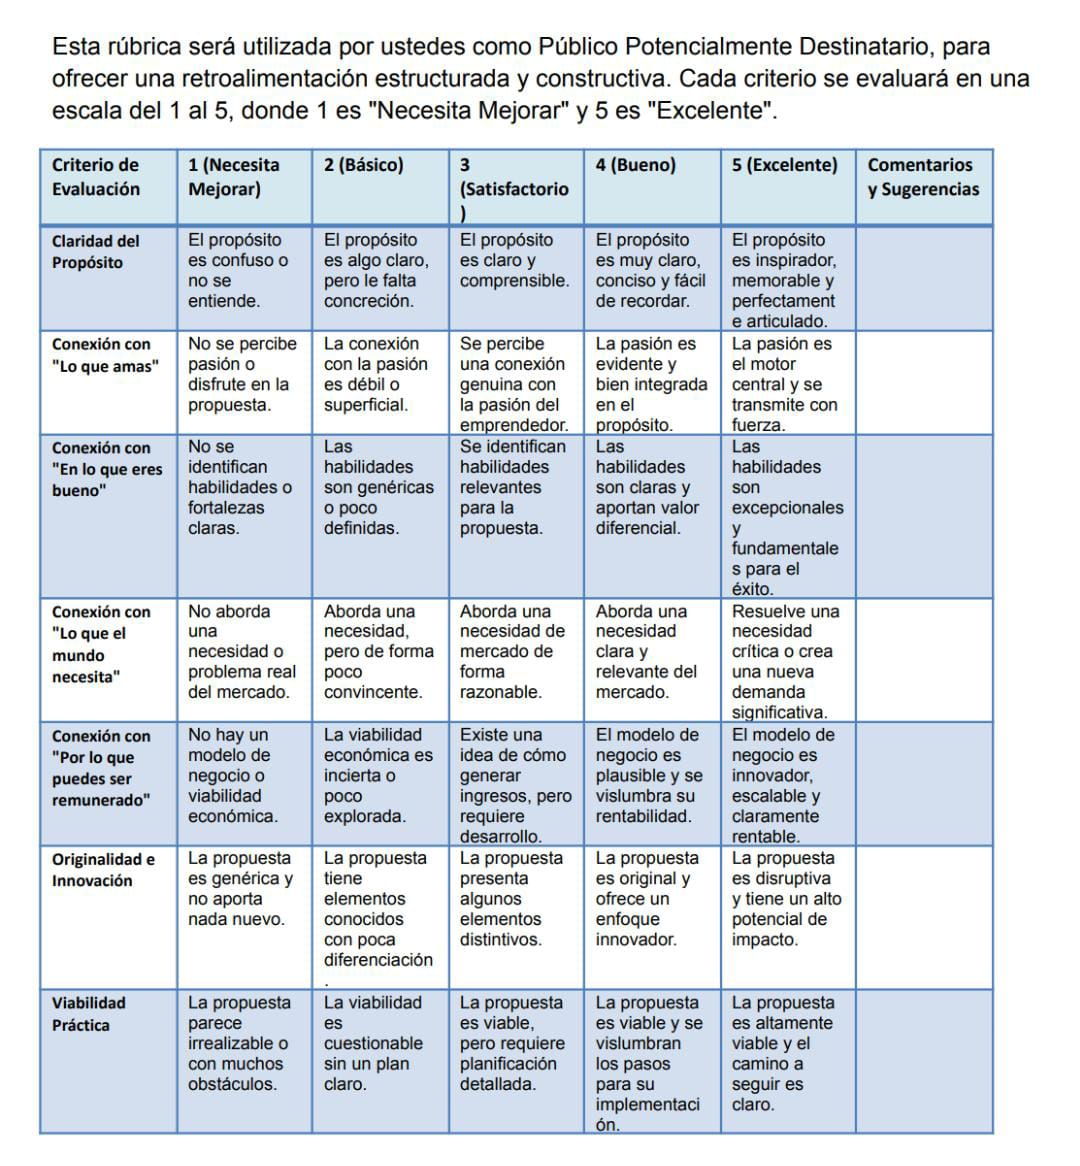 Esta rúbrica será utilizada por ustedes como Público Potencialmente Destinatario, para
ofrecer una retroalimentación estructurada y constructiva. Cada criterio se evaluará en una
escala del 1 al 5, donde 1 es "Necesita Mejorar" y 5 es "Excelente".
Criterio de
Evaluación
1 (Necesita
Mejorar)
2 (Básico)
3
(Satisfactorio
)
4 (Bueno)
5 (Excelente)
Comentarios
y Sugerencias
Claridad del
Propósito
El propósito
es confuso o
no se
entiende.
El propósito
es algo claro,
pero le falta
concreción.
El propósito
es claro y
comprensible.
El propósito
es muy claro,
conciso y fácil
de recordar.
El propósito
es inspirador,
memorable y
perfectament
e articulado.
Conexión con
"Lo que amas"
No se percibe
pasión o
disfrute en la
propuesta.
La conexión
con la pasión
es débil o
superficial.
Se percibe
una conexión
genuina con
la pasión del
emprendedor.
La pasión es
evidente y
bien integrada
en el
propósito.
La pasión es
el motor
central y se
transmite con
fuerza.
Conexión con
"En lo que eres
bueno"
No se
identifican
habilidades o
fortalezas
claras.
Las
habilidades
son genéricas
o poco
definidas.
Se identifican
habilidades
relevantes
para la
propuesta.
Las
habilidades
son claras y
aportan valor
diferencial.
Las
habilidades
son
excepcionales
y
fundamentale
s para el
éxito.
Conexión con
"Lo que el
mundo
necesita"
No aborda
una
necesidad o
problema real
del mercado.
Aborda una
necesidad,
pero de forma
poco
convincente.
Aborda una
necesidad de
mercado de
forma
razonable.
Aborda una
necesidad
clara y
relevante del
mercado.
Resuelve una
necesidad
crítica o crea
una nueva
demanda
significativa.
Conexión con
"Por lo que
puedes ser
remunerado"
No hay un
modelo de
negocio o
viabilidad
económica.
La viabilidad
económica es
incierta o
poco
explorada.
Existe una
idea de cómo
generar
ingresos, pero
requiere
desarrollo.
El modelo de
negocio es
plausible y se
vislumbra su
rentabilidad.
El modelo de
negocio es
innovador,
escalable y
claramente
rentable.
Originalidad e
Innovación
La propuesta
es genérica y
no aporta
nada nuevo.
La propuesta
tiene
elementos
conocidos
con poca
diferenciación
.
La propuesta
presenta
algunos
elementos
distintivos.
La propuesta
es original y
ofrece un
enfoque
innovador.
La propuesta
es disruptiva
y tiene un alto
potencial de
impacto.
Viabilidad
Práctica
La propuesta
parece
irrealizable o
con muchos
obstáculos.
La viabilidad
es
cuestionable
sin un plan
claro.
La propuesta
es viable,
pero requiere
planificación
detallada.
La propuesta
es viable y se
vislumbran
los pasos
para su
implementaci
ón.
La propuesta
es altamente
viable y el
camino a
seguir es
claro.